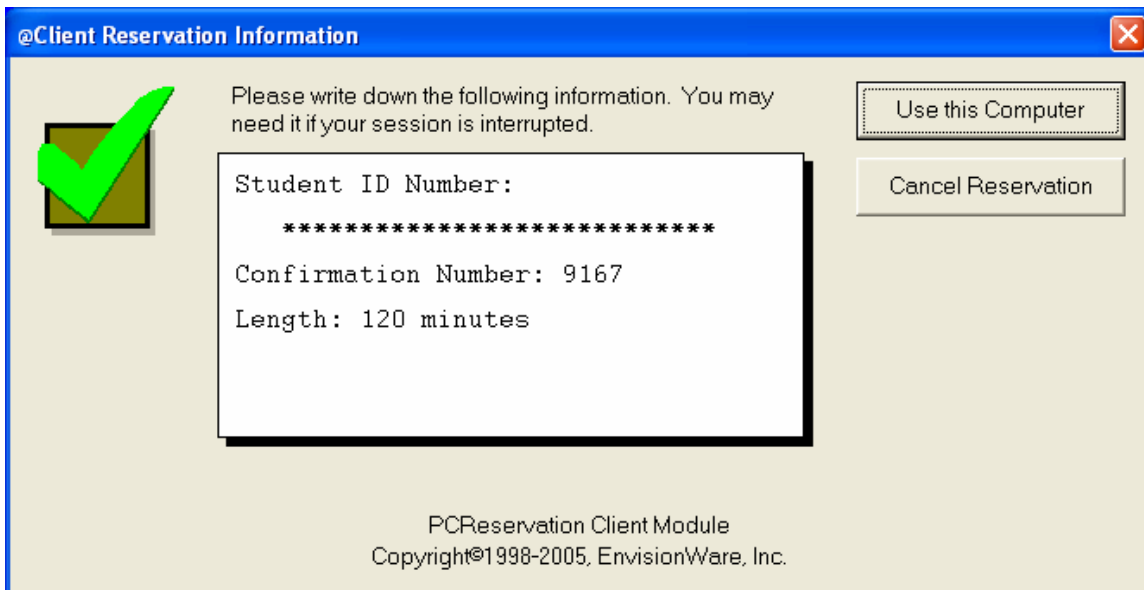 @Client Reservation Information
Please write down the following information.  You may
need it if your session is interrupted.
Use this Computer
Cancel Reservation
Student ID Number:
****************************
Confirmation Number: 9167
Length: 120 minutes
PCReservation Client Module
Copyright©1998-2005, EnvisionWare, Inc.